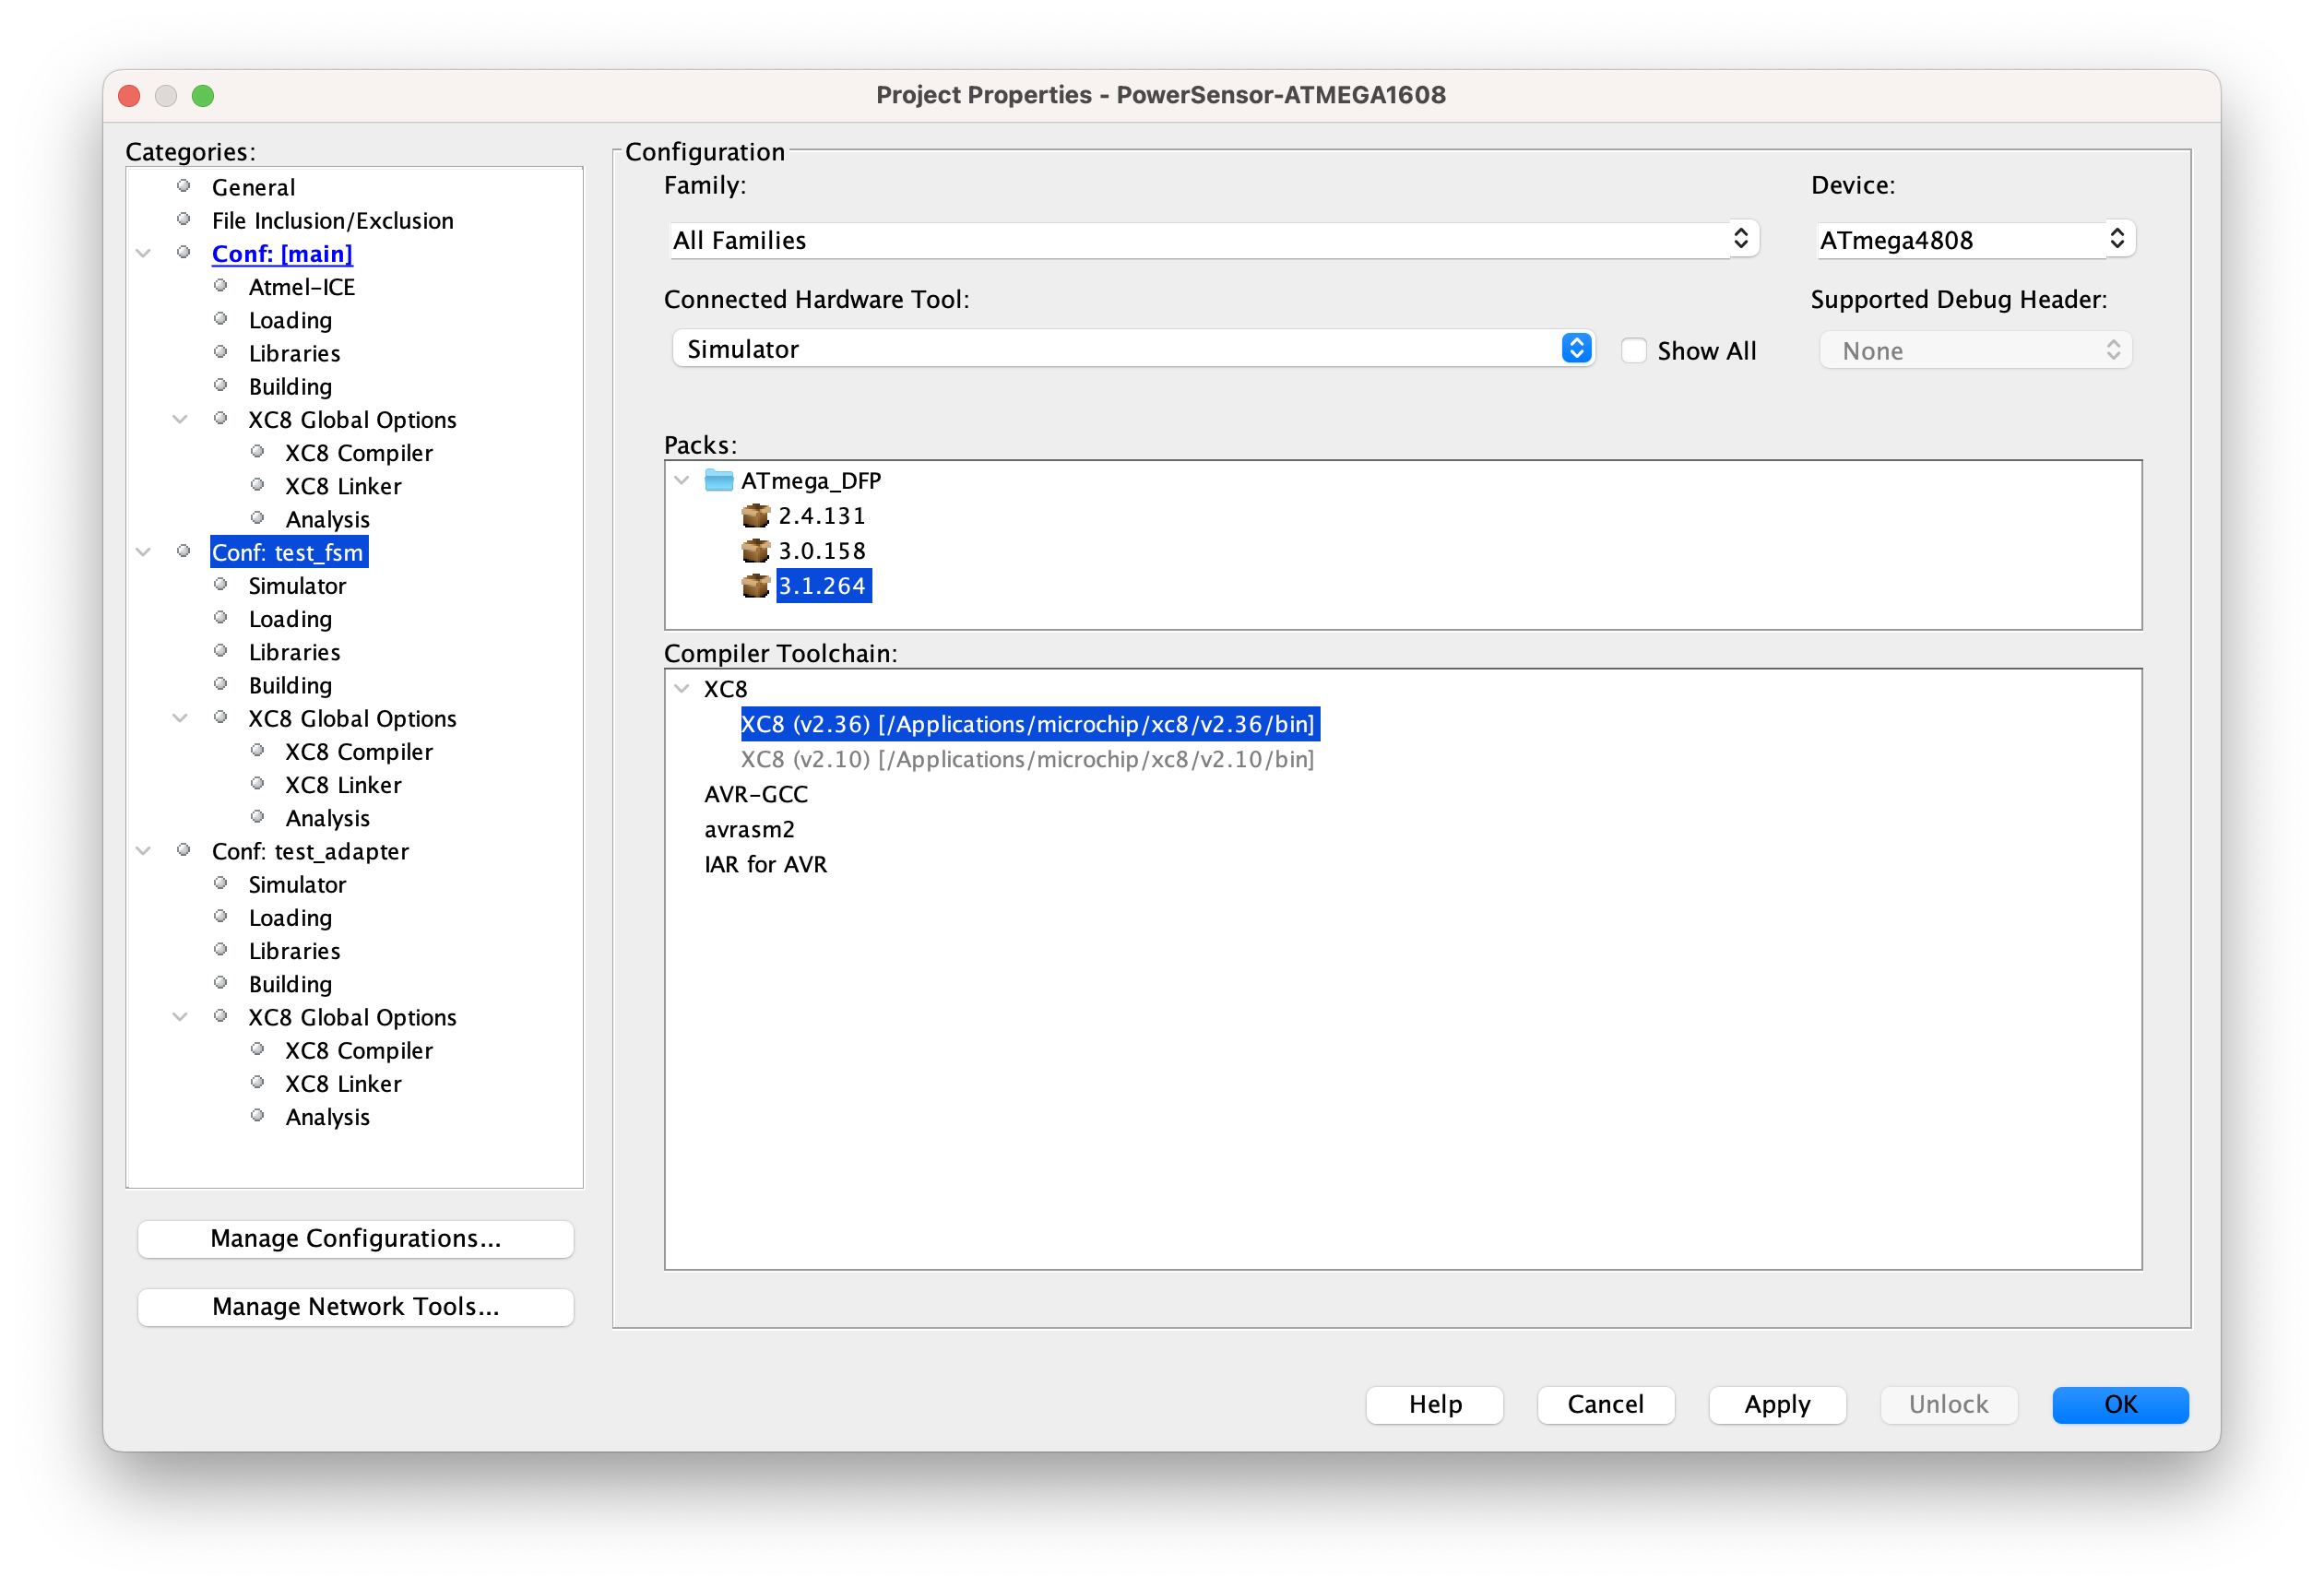 Project Properties - PowerSensor-ATMEGA1608
Categories:
General
File Inclusion/Exclusion
Conf: [main]
Atmel-ICE
Loading
Libraries
Building
XC8 Global Options
XC8 Compiler
XC8 Linker
Analysis
Conf: test_fsm
Simulator
Loading
Libraries
Building
XC8 Global Options
XC8 Compiler
XC8 Linker
Analysis
Conf: test_adapter
Simulator
Loading
Libraries
Building
XC8 Global Options
XC8 Compiler
XC8 Linker
Analysis
Manage Configurations...
Manage Network Tools...
Configuration
Family:
Device:
All Families
ATmega4808
Connected Hardware Tool:
Supported Debug Header:
Simulator
Show All
None
Packs:
ATmega_DFP
2.4.131
3.0.158
3.1.264
Compiler Toolchain:
XC8
XC8 (v2.36) [/Applications/microchip/xc8/v2.36/bin]
XC8 (v2.10) [/Applications/microchip/xc8/v2.10/bin]
AVR-GCC
avrasm2
IAR for AVR
Help
Cancel
Apply
Unlock
OK